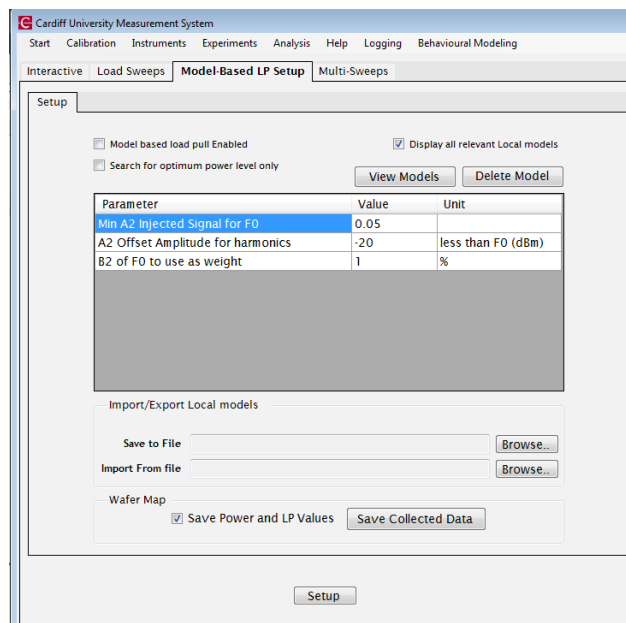 Cardiff University Measurement System
Start Calibration Instruments Experiments Analysis Help Logging Behavioural Modeling
Interactive Load Sweeps Model-Based LP Setup Multi-Sweeps
Setup
Model based load pull Enabled Display all relevant Local models
Search for optimum power level only
View Models Delete Model
Parameter Value Unit
Min A2 Injected Signal for F0 0.05
A2 Offset Amplitude for harmonics -20 less than F0 (dBm)
B2 of F0 to use as weight 1 %
Import/Export Local models
Save to File Browse..
Import From file Browse..
Wafer Map
Save Power and LP Values Save Collected Data
Setup